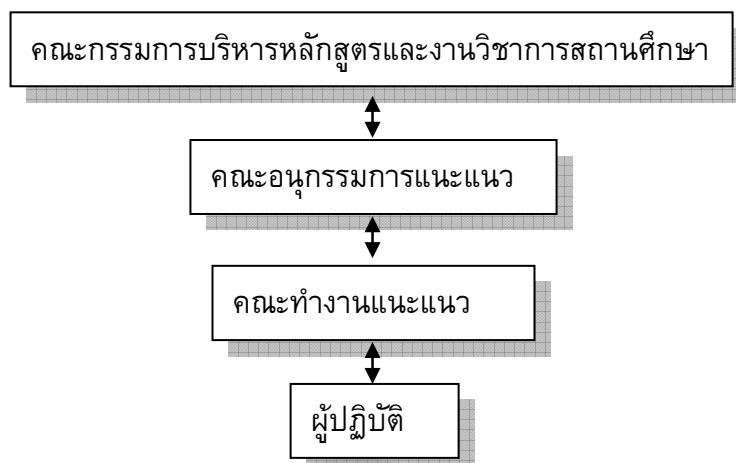 คณะกรรมการบริหารหลักสูตรและงานวิชาการสถานศึกษา
คณะอนุกรรมการแนะแนว
คณะทำงานแนะแนว
ผู้ปฏิบัติ